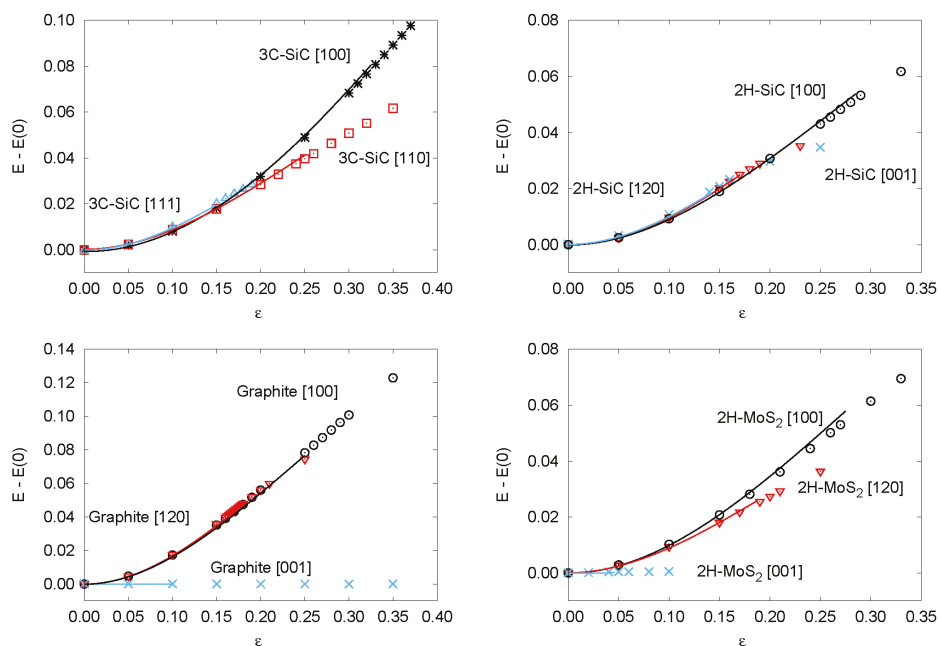 0.10
0.08
0.06
0.04
0.02
0.00
E - E(0)
3C-SiC [100]
3C-SiC [110]
3C-SiC [111]
0.00 0.05 0.10 0.15 0.20 0.25 0.30 0.35 0.40
ε
0.08
0.06
0.04
0.02
0.00
E - E(0)
2H-SiC [100]
2H-SiC [120]
2H-SiC [001]
0.00 0.05 0.10 0.15 0.20 0.25 0.30 0.35
ε
0.14
0.12
0.10
0.08
0.06
0.04
0.02
0.00
E - E(0)
Graphite [100]
Graphite [120]
Graphite [001]
0.00 0.05 0.10 0.15 0.20 0.25 0.30 0.35 0.40
ε
0.08
0.06
0.04
0.02
0.00
E - E(0)
2H-MoS₂ [100]
2H-MoS₂ [120]
2H-MoS₂ [001]
0.00 0.05 0.10 0.15 0.20 0.25 0.30 0.35
ε